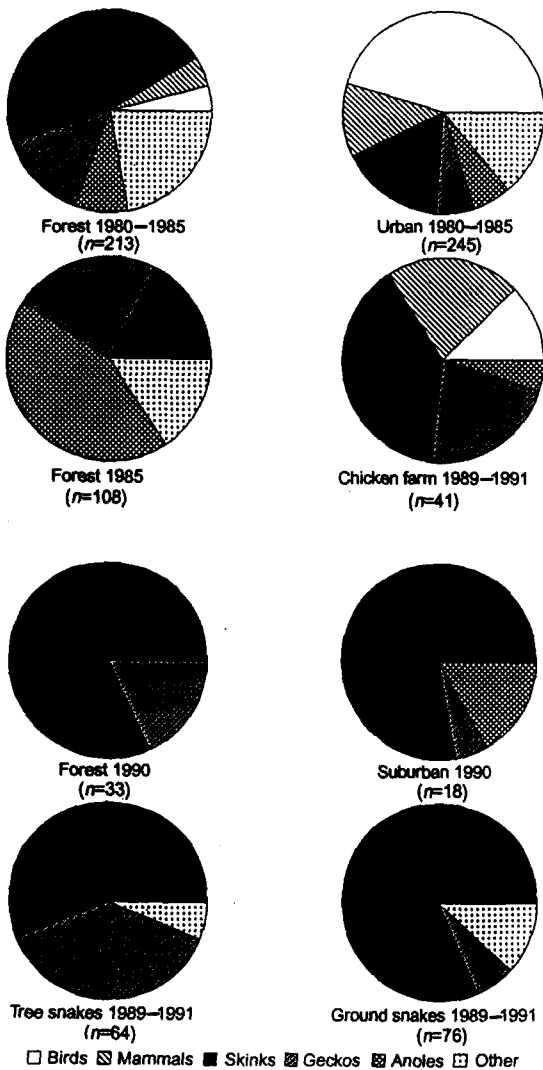 Forest 1980–1985
(n=213)
Urban 1980–1985
(n=245)
Forest 1985
(n=108)
Chicken farm 1989–1991
(n=41)
Forest 1990
(n=33)
Suburban 1990
(n=18)
Tree snakes 1989–1991
(n=64)
Ground snakes 1989–1991
(n=76)
Birds Mammals Skinks Geckos Anoles Other